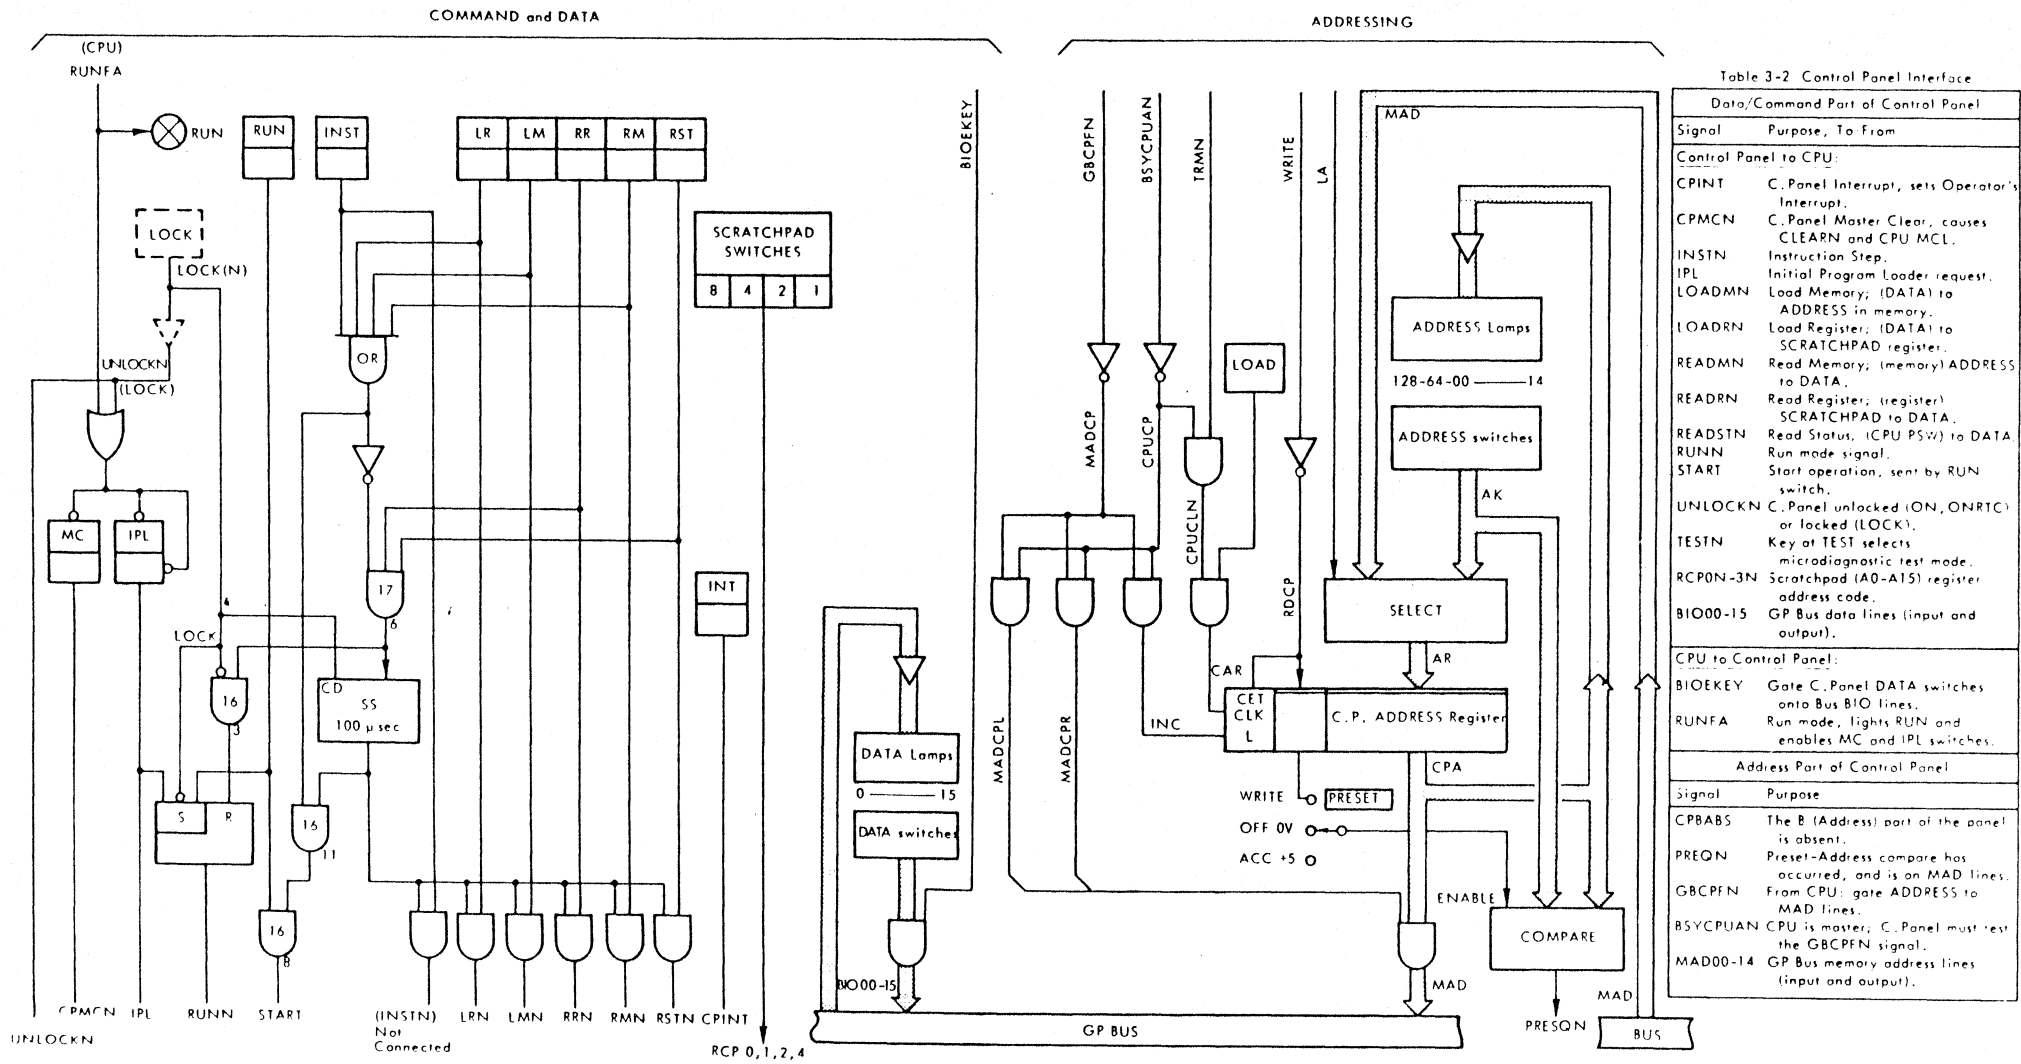 COMMAND and DATA
ADDRESSING
(CPU)
RUNFA
RUN
RUN
INST
LR
LM
RR
RM
RST
LOCK
LOCK(N)
SCRATCHPAD
SWITCHES
8 4 2 1
OR
UNLOCKN
(LOCK)
MC
IPL
17
6
INT
LOCK
16
3
CD
SS
100 µsec
S
R
16
11
16
8
DATA Lamps
0 15
DATA switches
BIO00-15
UNLOCKN
CPMCN
IPL
RUNN
START
(INSTN)
Not
Connected
LRN
LMN
RRN
RMN
RSTN
CPINT
RCP 0,1,2,4
GP BUS
BIOEKEY
GBCPFN
BSYCPUAN
TRMN
WRITE
LA
MAD
ADDRESS Lamps
128-64-00 14
ADDRESS switches
LOAD
MADCP
CPUCP
CPUCLN
RDCP
AK
SELECT
AR
CAR
CET
CLK
L
C.P. ADDRESS Register
INC
MADCPL
MADCPR
CPA
WRITE
PRESET
OFF 0V
ACC +5
ENABLE
COMPARE
MAD
PRESQN
MAD
BUS
Table 3-2 Control Panel Interface
Data/Command Part of Control Panel
Signal Purpose, To From
Control Panel to CPU:
CPINT C.Panel Interrupt, sets Operator's
Interrupt.
CPMCN C.Panel Master Clear, causes
CLEARN and CPU MCL.
INSTN Instruction Step.
IPL Initial Program Loader request.
LOADMN Load Memory; (DATA) to
ADDRESS in memory.
LOADRN Load Register; (DATA) to
SCRATCHPAD register.
READMN Read Memory; (memory) ADDRESS
to DATA.
READRN Read Register; (register)
SCRATCHPAD to DATA.
READSTN Read Status, (CPU PSW) to DATA.
RUNN Run mode signal.
START Start operation, sent by RUN
switch.
UNLOCKN C.Panel unlocked (ON,ONRTC)
or locked (LOCK).
TESTN Key at TEST selects
microdiagnostic test mode.
RCP0N-3N Scratchpad (A0-A15) register
address code.
BIO00-15 GP Bus data lines (input and
output).
CPU to Control Panel:
BIOEKEY Gate C.Panel DATA switches
onto Bus BIO lines.
RUNFA Run mode, lights RUN and
enables MC and IPL switches.
Address Part of Control Panel
Signal Purpose
CPBABS The B (Address) part of the panel
is absent.
PREQN Preset-Address compare has
occurred, and is on MAD lines.
GBCPFN From CPU: gate ADDRESS to
MAD lines.
BSYCPUAN CPU is master; C.Panel must test
the GBCPFN signal.
MAD00-14 GP Bus memory address lines
(input and output).